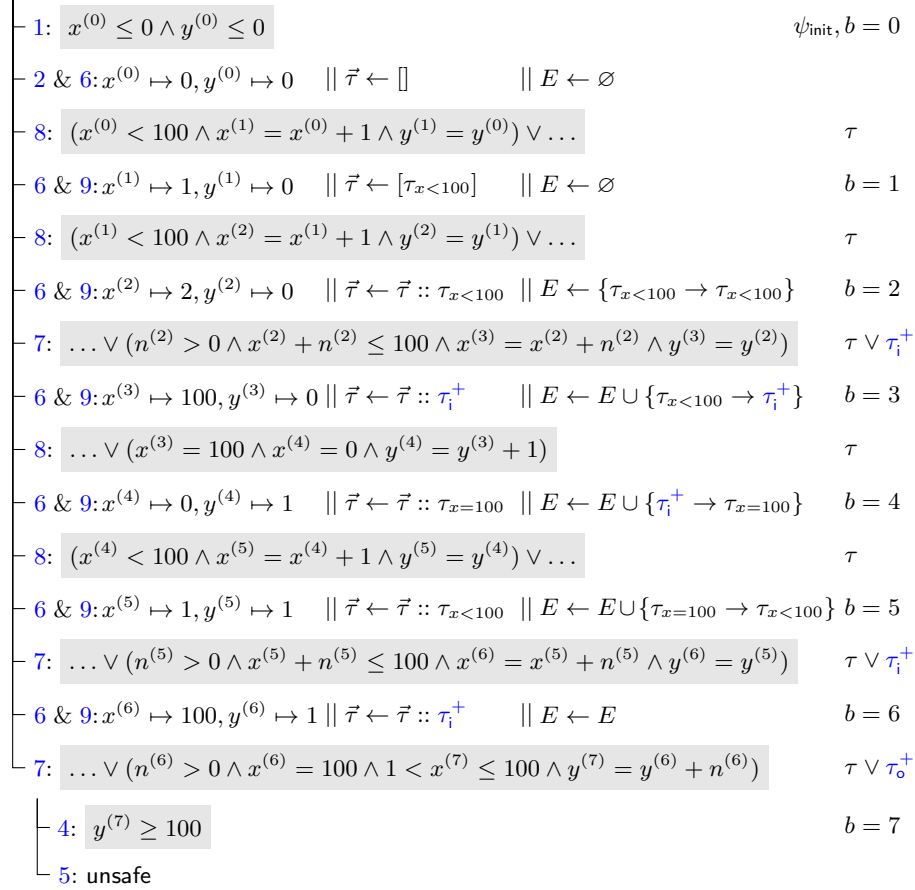 1: x^(0) ≤ 0 ∧ y^(0) ≤ 0 ψ_init, b = 0
2 & 6: x^(0) ↦ 0, y^(0) ↦ 0 || τ⃗ ← [] || E ← ∅
8: (x^(0) < 100 ∧ x^(1) = x^(0) + 1 ∧ y^(1) = y^(0)) ∨ … τ
6 & 9: x^(1) ↦ 1, y^(1) ↦ 0 || τ⃗ ← [τ_{x<100}] || E ← ∅ b = 1
8: (x^(1) < 100 ∧ x^(2) = x^(1) + 1 ∧ y^(2) = y^(1)) ∨ … τ
6 & 9: x^(2) ↦ 2, y^(2) ↦ 0 || τ⃗ ← τ⃗ :: τ_{x<100} || E ← {τ_{x<100} → τ_{x<100}} b = 2
7: … ∨ (n^(2) > 0 ∧ x^(2) + n^(2) ≤ 100 ∧ x^(3) = x^(2) + n^(2) ∧ y^(3) = y^(2)) τ ∨ τ_i^+
6 & 9: x^(3) ↦ 100, y^(3) ↦ 0 || τ⃗ ← τ⃗ :: τ_i^+ || E ← E ∪ {τ_{x<100} → τ_i^+} b = 3
8: … ∨ (x^(3) = 100 ∧ x^(4) = 0 ∧ y^(4) = y^(3) + 1) τ
6 & 9: x^(4) ↦ 0, y^(4) ↦ 1 || τ⃗ ← τ⃗ :: τ_{x=100} || E ← E ∪ {τ_i^+ → τ_{x=100}} b = 4
8: (x^(4) < 100 ∧ x^(5) = x^(4) + 1 ∧ y^(5) = y^(4)) ∨ … τ
6 & 9: x^(5) ↦ 1, y^(5) ↦ 1 || τ⃗ ← τ⃗ :: τ_{x<100} || E ← E ∪ {τ_{x=100} → τ_{x<100}} b = 5
7: … ∨ (n^(5) > 0 ∧ x^(5) + n^(5) ≤ 100 ∧ x^(6) = x^(5) + n^(5) ∧ y^(6) = y^(5)) τ ∨ τ_i^+
6 & 9: x^(6) ↦ 100, y^(6) ↦ 1 || τ⃗ ← τ⃗ :: τ_i^+ || E ← E b = 6
7: … ∨ (n^(6) > 0 ∧ x^(6) = 100 ∧ 1 < x^(7) ≤ 100 ∧ y^(7) = y^(6) + n^(6)) τ ∨ τ_o^+
4: y^(7) ≥ 100 b = 7
5: unsafe